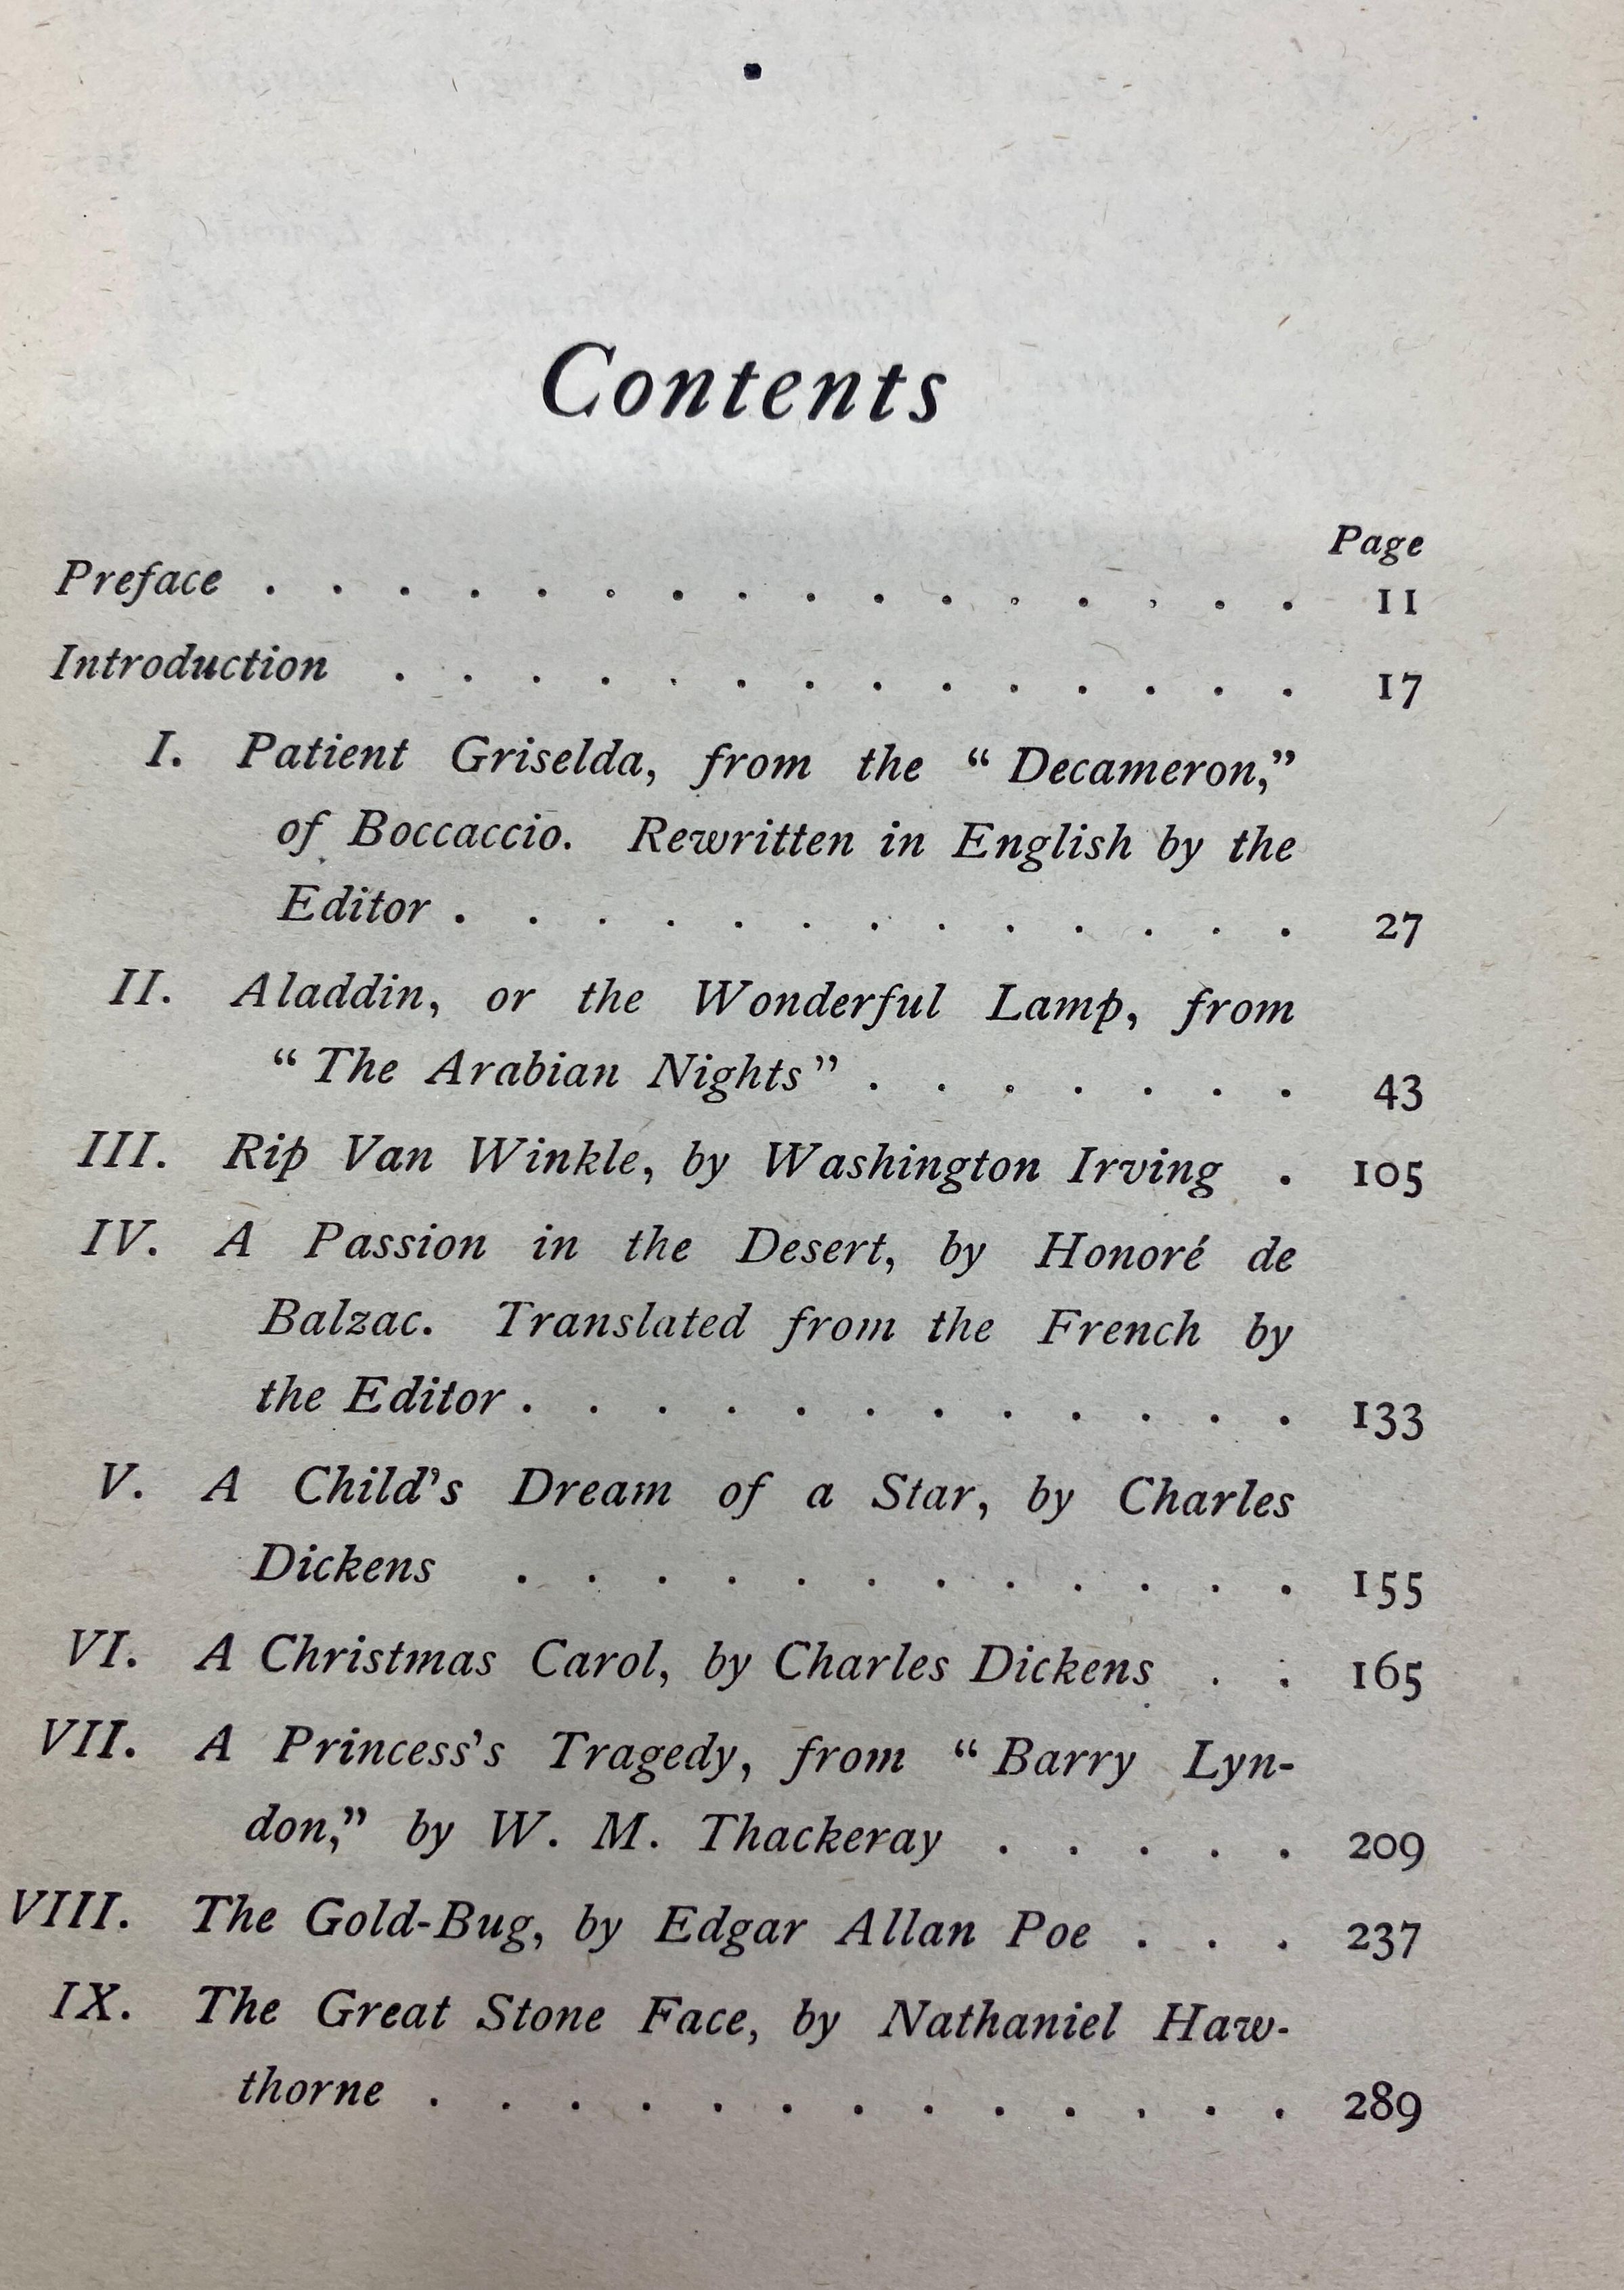 Contents
Page
Preface . . . . . . . . . . . . . . . . 11
Introduction . . . . . . . . . . . . . . 17
I. Patient Griselda, from the “Decameron,”
of Boccaccio. Rewritten in English by the
Editor . . . . . . . . . . . . . 27
II. Aladdin, or the Wonderful Lamp, from
“The Arabian Nights” . . . . . . . 43
III. Rip Van Winkle, by Washington Irving . 105
IV. A Passion in the Desert, by Honoré de
Balzac. Translated from the French by
the Editor . . . . . . . . . . . . 133
V. A Child's Dream of a Star, by Charles
Dickens . . . . . . . . . . . . 155
VI. A Christmas Carol, by Charles Dickens . . 165
VII. A Princess's Tragedy, from “Barry Lyn-
don,” by W. M. Thackeray . . . . . 209
VIII. The Gold-Bug, by Edgar Allan Poe . . . 237
IX. The Great Stone Face, by Nathaniel Haw-
thorne . . . . . . . . . . . . . 289